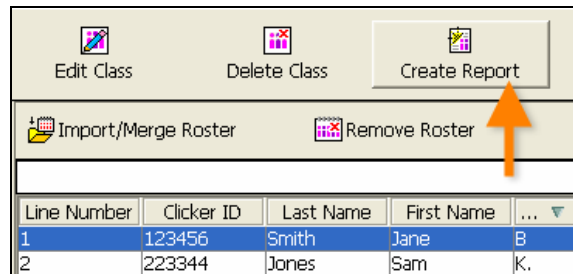 Edit Class Delete Class Create Report
Import/Merge Roster Remove Roster
Line Number Clicker ID Last Name First Name ...
1 123456 Smith Jane B
2 223344 Jones Sam K.